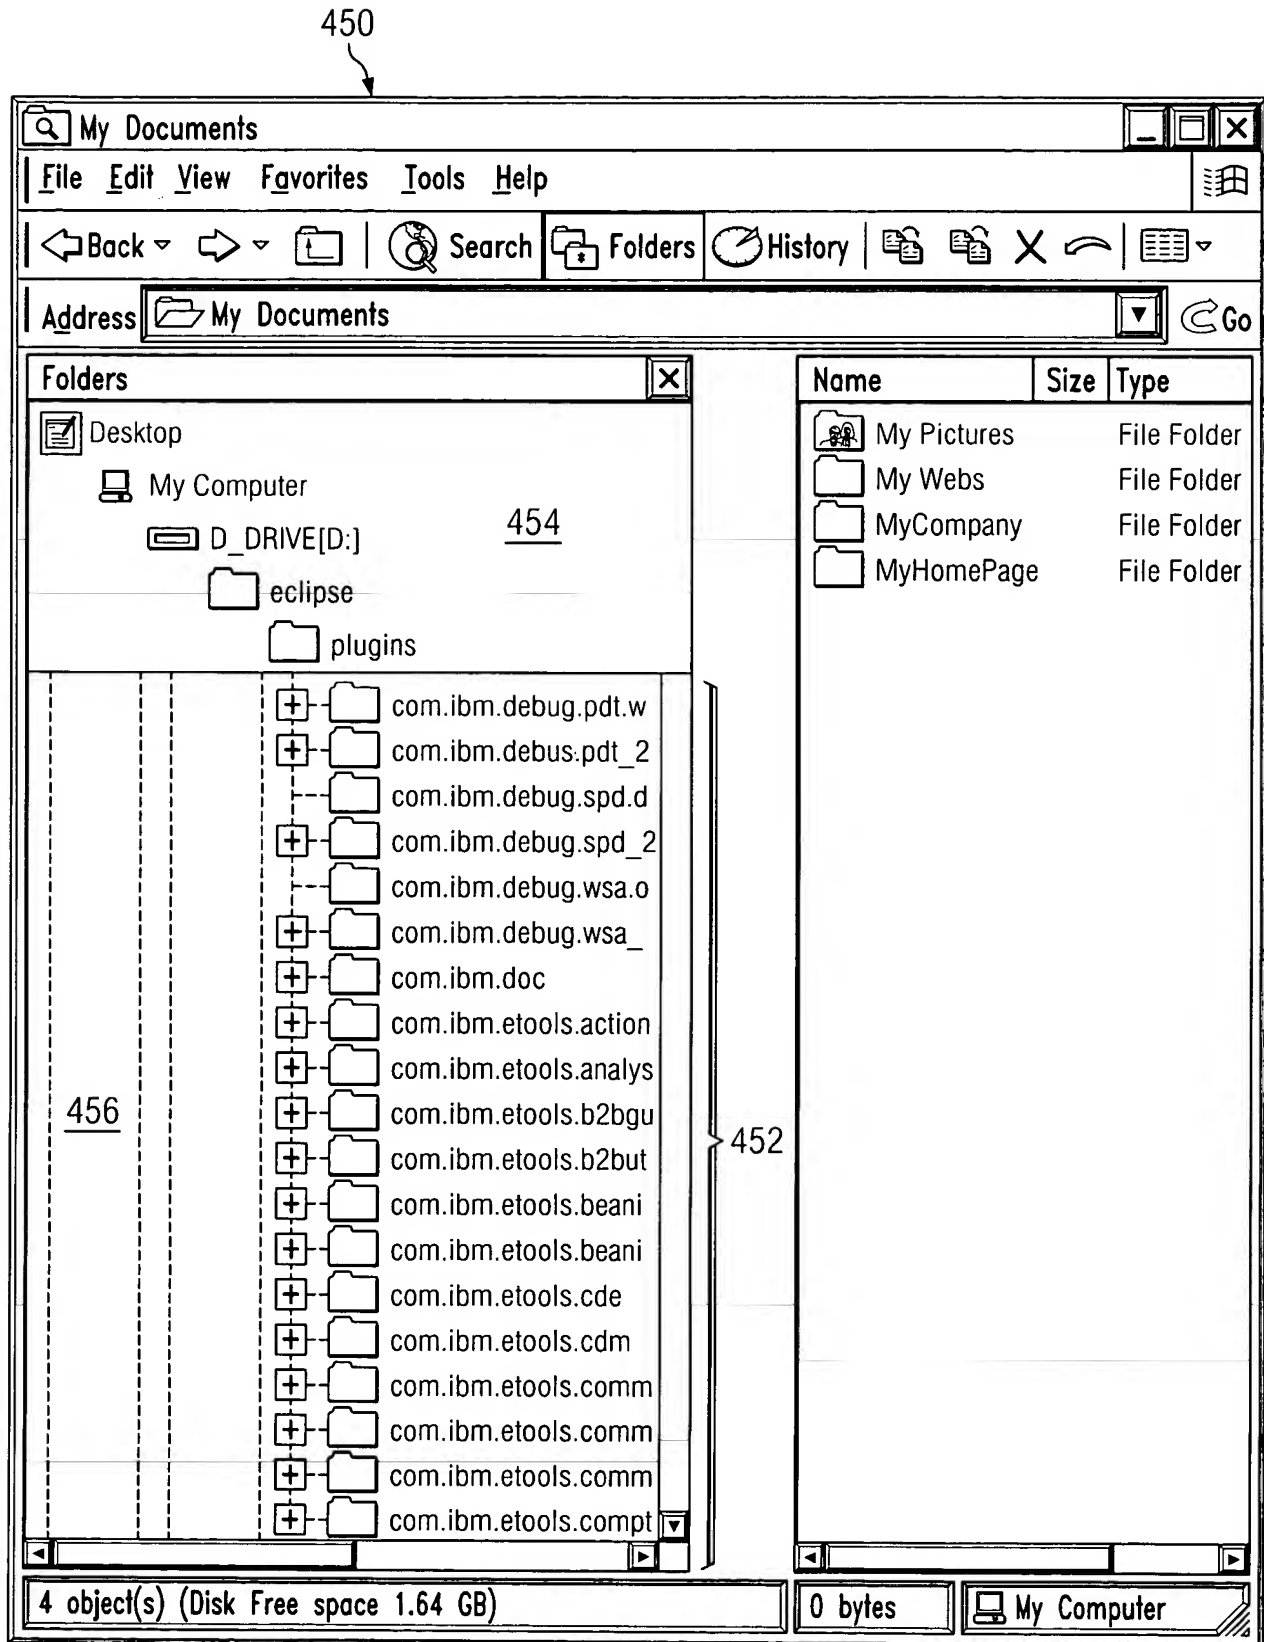 450
My Documents
File Edit View Favorites Tools Help
Back Search Folders History
Address My Documents Go
Folders
Desktop
My Computer
D_DRIVE[D:]
454
eclipse
plugins
com.ibm.debug.pdt.w
com.ibm.debus.pdt_2
com.ibm.debug.spd.d
com.ibm.debug.spd_2
com.ibm.debug.wsa.o
com.ibm.debug.wsa_
com.ibm.doc
com.ibm.etools.action
com.ibm.etools.analys
com.ibm.etools.b2bgu
com.ibm.etools.b2but
com.ibm.etools.beani
com.ibm.etools.beani
com.ibm.etools.cde
com.ibm.etools.cdm
com.ibm.etools.comm
com.ibm.etools.comm
com.ibm.etools.comm
com.ibm.etools.compt
456
452
Name Size Type
My Pictures File Folder
My Webs File Folder
MyCompany File Folder
MyHomePage File Folder
4 object(s) (Disk Free space 1.64 GB)
0 bytes
My Computer